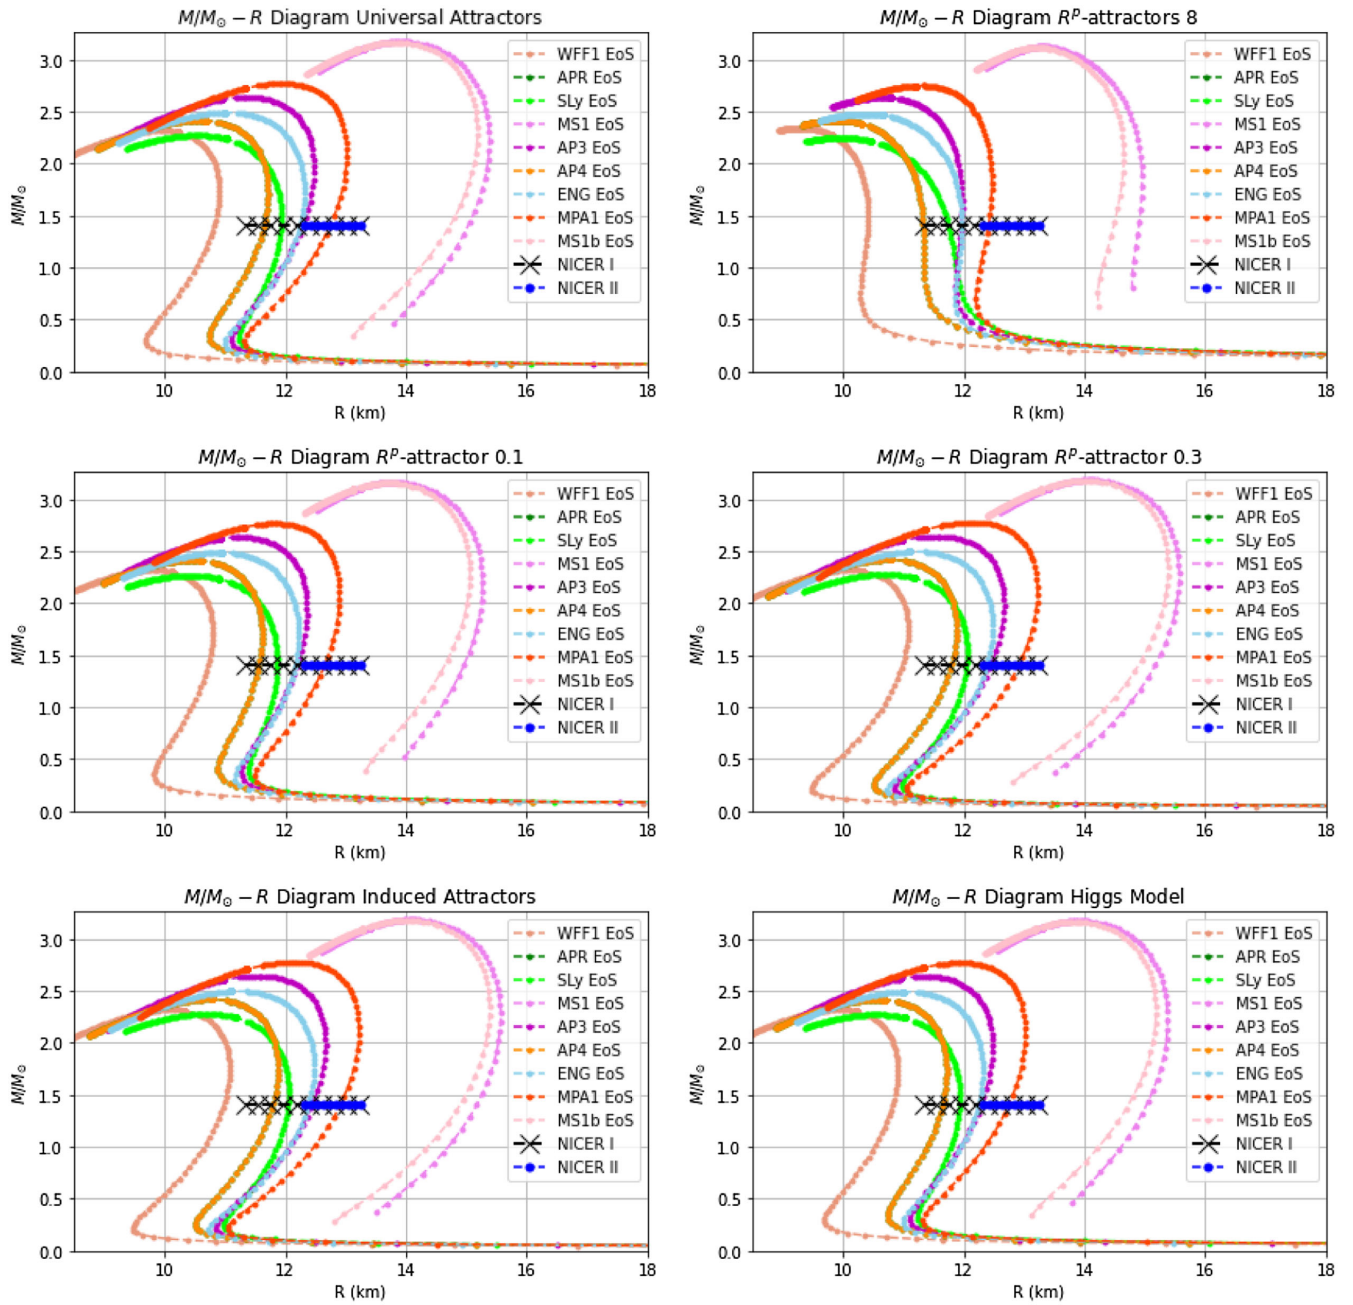 M/M⊙ − R Diagram Universal Attractors
M/M⊙
3.0
2.5
2.0
1.5
1.0
0.5
0.0
10 12 14 16 18
R (km)
WFF1 EoS
APR EoS
SLy EoS
MS1 EoS
AP3 EoS
AP4 EoS
ENG EoS
MPA1 EoS
MS1b EoS
NICER I
NICER II
M/M⊙ − R Diagram Rᵖ-attractors 8
M/M⊙
3.0
2.5
2.0
1.5
1.0
0.5
0.0
10 12 14 16 18
R (km)
WFF1 EoS
APR EoS
SLy EoS
MS1 EoS
AP3 EoS
AP4 EoS
ENG EoS
MPA1 EoS
MS1b EoS
NICER I
NICER II
M/M⊙ − R Diagram Rᵖ-attractor 0.1
M/M⊙
3.0
2.5
2.0
1.5
1.0
0.5
0.0
10 12 14 16 18
R (km)
WFF1 EoS
APR EoS
SLy EoS
MS1 EoS
AP3 EoS
AP4 EoS
ENG EoS
MPA1 EoS
MS1b EoS
NICER I
NICER II
M/M⊙ − R Diagram Rᵖ-attractor 0.3
M/M⊙
3.0
2.5
2.0
1.5
1.0
0.5
0.0
10 12 14 16 18
R (km)
WFF1 EoS
APR EoS
SLy EoS
MS1 EoS
AP3 EoS
AP4 EoS
ENG EoS
MPA1 EoS
MS1b EoS
NICER I
NICER II
M/M⊙ − R Diagram Induced Attractors
M/M⊙
3.0
2.5
2.0
1.5
1.0
0.5
0.0
10 12 14 16 18
R (km)
WFF1 EoS
APR EoS
SLy EoS
MS1 EoS
AP3 EoS
AP4 EoS
ENG EoS
MPA1 EoS
MS1b EoS
NICER I
NICER II
M/M⊙ − R Diagram Higgs Model
M/M⊙
3.0
2.5
2.0
1.5
1.0
0.5
0.0
10 12 14 16 18
R (km)
WFF1 EoS
APR EoS
SLy EoS
MS1 EoS
AP3 EoS
AP4 EoS
ENG EoS
MPA1 EoS
MS1b EoS
NICER I
NICER II